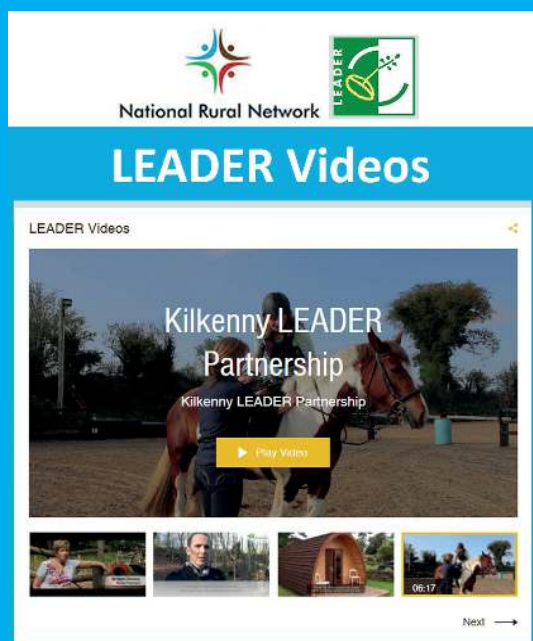 National Rural Network
LEADER
LEADER Videos
LEADER Videos
Kilkenny LEADER
Partnership
Kilkenny LEADER Partnership
Play Video
06:17
Next